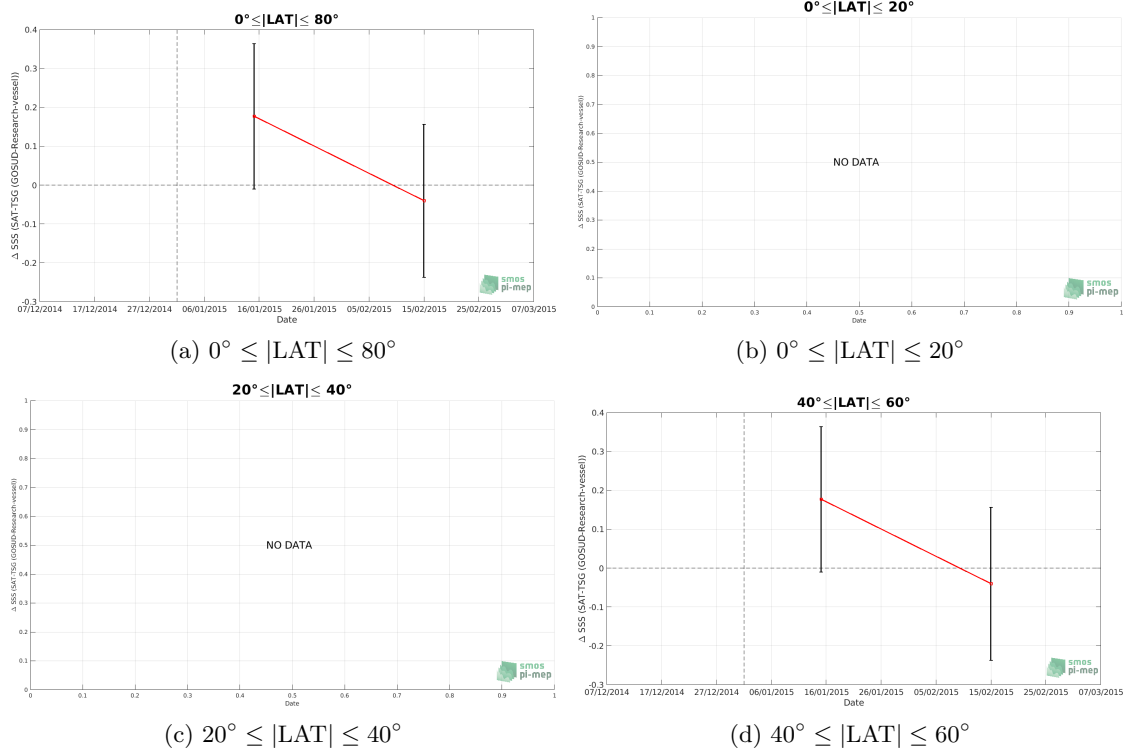 0°≤|LAT|≤ 80°
0.4
0.3
0.2
0.1
0
-0.1
-0.2
-0.3
Δ SSS (SAT-TSG (GOSUD-Research-vessel))
07/12/2014 17/12/2014 27/12/2014 06/01/2015 16/01/2015 26/01/2015 05/02/2015 15/02/2015 25/02/2015 07/03/2015
Date
smos
pi-mep
(a) 0° ≤ |LAT| ≤ 80°
0°≤|LAT|≤ 20°
1
0.9
0.8
0.7
0.6
0.5
0.4
0.3
0.2
0.1
0
Δ SSS (SAT-TSG (GOSUD-Research-vessel))
NO DATA
0 0.1 0.2 0.3 0.4 0.5 0.6 0.7 0.8 0.9 1
Date
smos
pi-mep
(b) 0° ≤ |LAT| ≤ 20°
20°≤|LAT|≤ 40°
1
0.9
0.8
0.7
0.6
0.5
0.4
0.3
0.2
0.1
0
Δ SSS (SAT-TSG (GOSUD-Research-vessel))
NO DATA
0 0.1 0.2 0.3 0.4 0.5 0.6 0.7 0.8 0.9 1
Date
smos
pi-mep
(c) 20° ≤ |LAT| ≤ 40°
40°≤|LAT|≤ 60°
0.4
0.3
0.2
0.1
0
-0.1
-0.2
-0.3
Δ SSS (SAT-TSG (GOSUD-Research-vessel))
07/12/2014 17/12/2014 27/12/2014 06/01/2015 16/01/2015 26/01/2015 05/02/2015 15/02/2015 25/02/2015 07/03/2015
Date
smos
pi-mep
(d) 40° ≤ |LAT| ≤ 60°